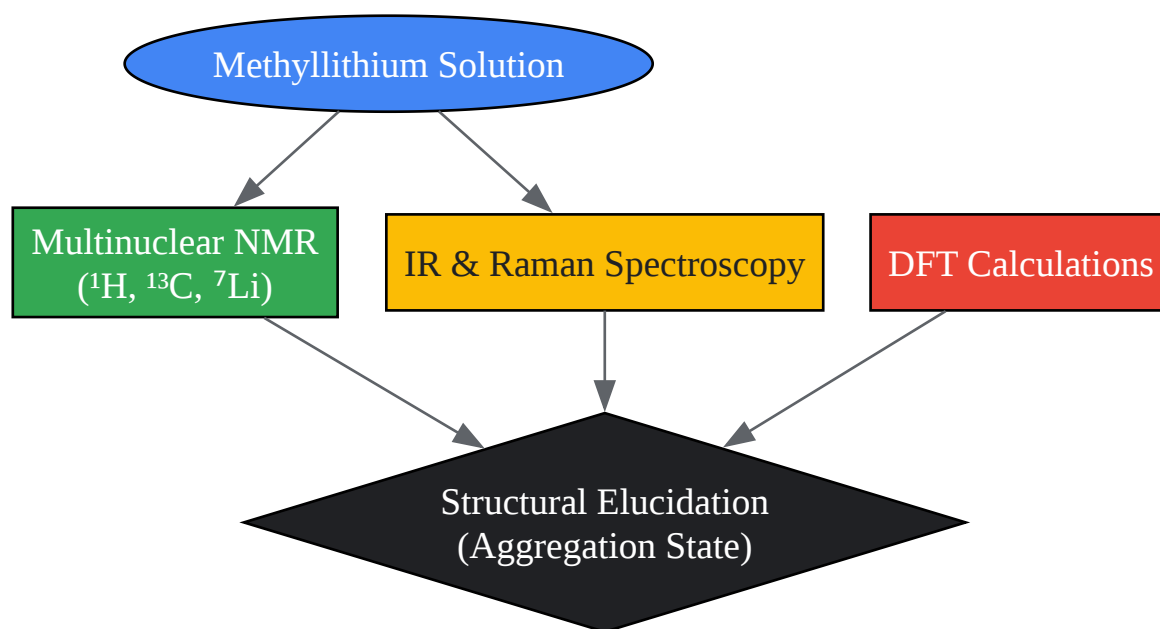 Methyllithium Solution
Multinuclear NMR
(¹H, ¹³C, ⁷Li)
IR & Raman Spectroscopy
DFT Calculations
Structural Elucidation
(Aggregation State)